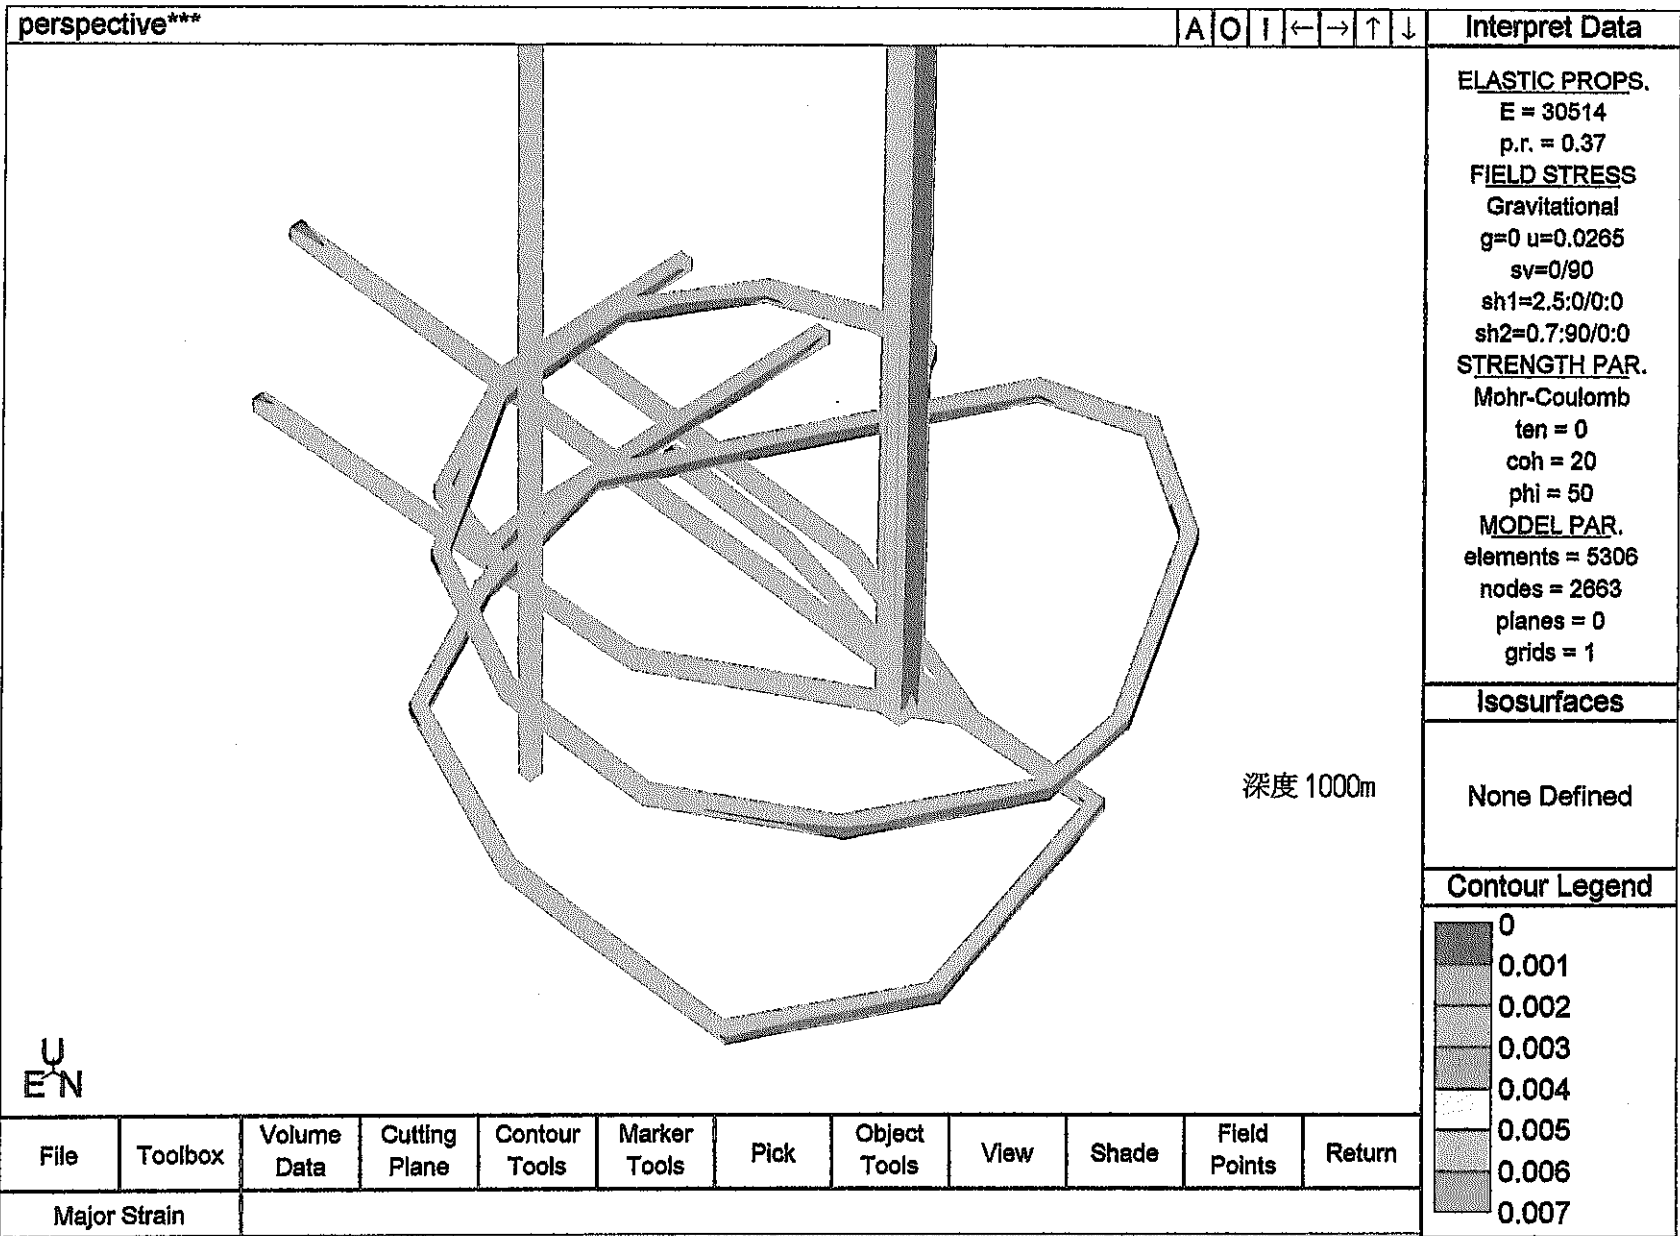 perspective***
A O I ← → ↑ ↓
Interpret Data
ELASTIC PROPS.
E = 30514
p.r. = 0.37
FIELD STRESS
Gravitational
g=0 u=0.0265
sv=0/90
sh1=2.5:0/0:0
sh2=0.7:90/0:0
STRENGTH PAR.
Mohr-Coulomb
ten = 0
coh = 20
phi = 50
MODEL PAR.
elements = 5306
nodes = 2663
planes = 0
grids = 1
Isosurfaces
None Defined
深度 1000m
Contour Legend
0
0.001
0.002
0.003
0.004
0.005
0.006
0.007
U
E N
File
Toolbox
Volume
Data
Cutting
Plane
Contour
Tools
Marker
Tools
Pick
Object
Tools
View
Shade
Field
Points
Return
Major Strain